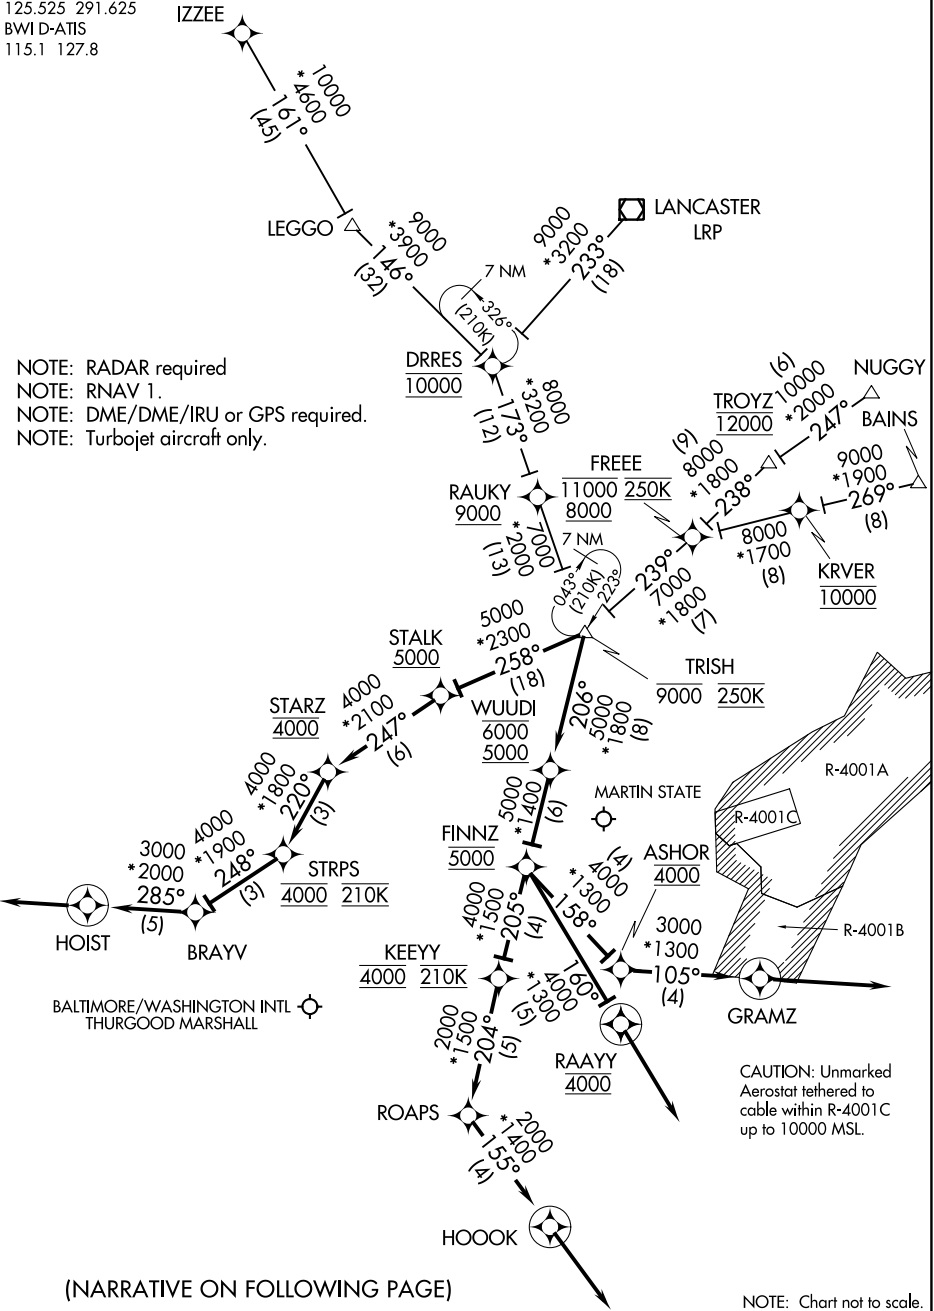 125.525 291.625
BWI D-ATIS
115.1 127.8
IZZEE
10000
*4600
161°
(45)
LEGGO
9000
*3900
146°
(32)
LANCASTER
LRP
9000
*3200
233°
(18)
7 NM
326°
(210K)
DRRES
10000
NOTE: RADAR required
NOTE: RNAV 1.
NOTE: DME/DME/IRU or GPS required.
NOTE: Turbojet aircraft only.
8000
*3200
173°
(12)
NUGGY
(6)
10000
*2000
247°
TROYZ
12000
BAINS
9000
*1900
269°
(8)
(9)
8000
*1800
238°
FREEE
11000 250K
8000
RAUKY
9000
7000
*2000
(13)
8000
*1700
(8)
KRVER
10000
7 NM
043°
(210K)
223°
239°
7000
*1800
(7)
TRISH
9000 250K
5000
*2300
258°
(18)
STALK
5000
4000
*2100
247°
(6)
STARZ
4000
4000
*1800
220°
(3)
WUUDI
6000
5000
206°
5000
*1800
(8)
R-4001A
R-4001C
R-4001B
MARTIN STATE
5000
*1400
(6)
FINNZ
5000
STRPS
4000 210K
4000
*1900
248°
(3)
3000
*2000
285°
(5)
HOIST
BRAYV
(4)
4000
*1300
158°
ASHOR
4000
3000
*1300
105°
(4)
GRAMZ
4000
*1500
205°
(4)
KEEYY
4000 210K
160°
4000
*1300
(5)
RAAYY
4000
BALTIMORE/WASHINGTON INTL
THURGOOD MARSHALL
2000
*1500
204°
(5)
CAUTION: Unmarked
Aerostat tethered to
cable within R-4001C
up to 10000 MSL.
ROAPS
2000
*1400
155°
(4)
HOOOK
(NARRATIVE ON FOLLOWING PAGE)
NOTE: Chart not to scale.